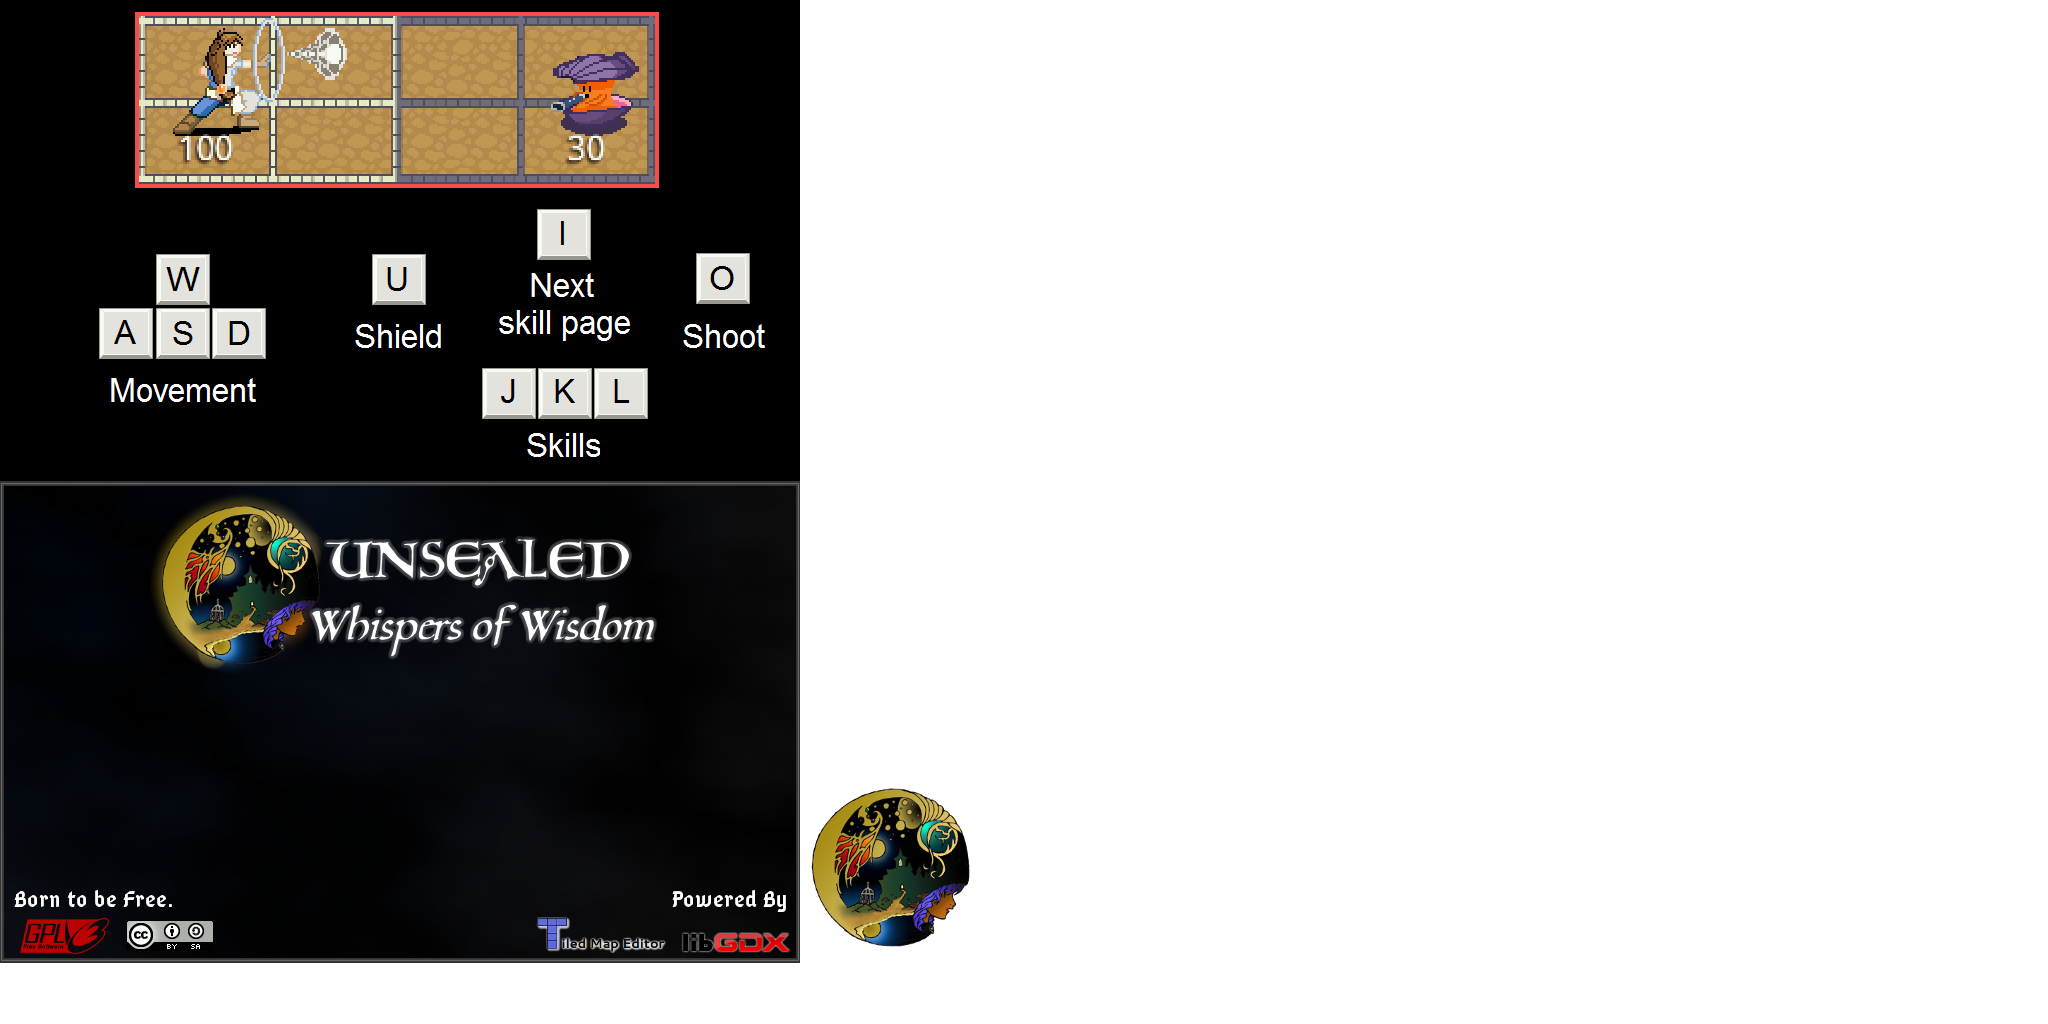 100
30
I
W
U
Next
O
A S D
Shield
skill page
Shoot
Movement
J K L
Skills
UNSEALED
Whispers of Wisdom
Born to be Free.
Powered By
GPL
Free Software
cc
BY SA
Tiled Map Editor
libGDX